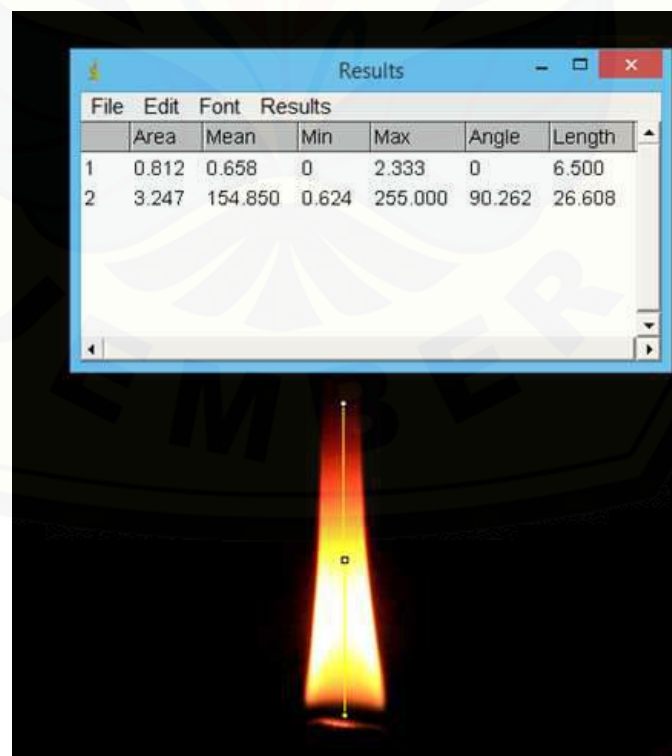 Results
File Edit Font Results
Area Mean Min Max Angle Length
1 0.812 0.658 0 2.333 0 6.500
2 3.247 154.850 0.624 255.000 90.262 26.608
JEMBER